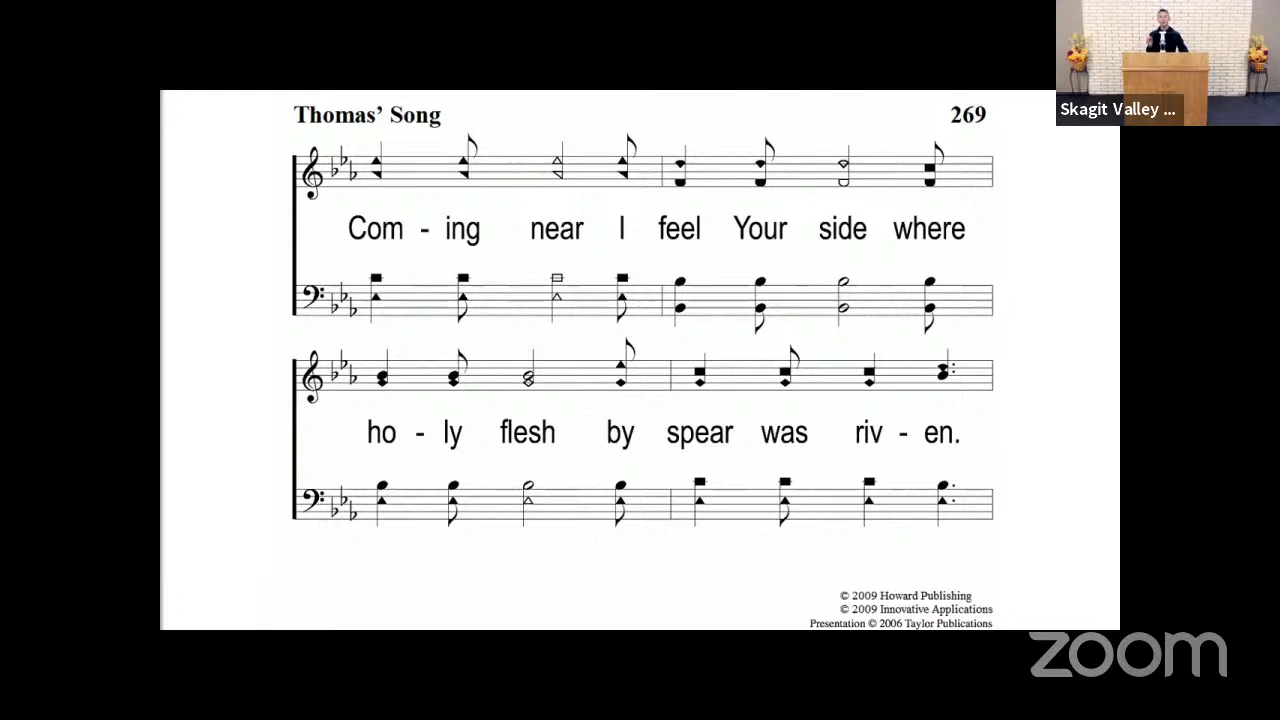 Thomas’ Song 269
Com - ing near I feel Your side where
ho - ly flesh by spear was riv - en.
© 2009 Howard Publishing
© 2009 Innovative Applications
Presentation © 2006 Taylor Publications
Skagit Valley ...
zoom